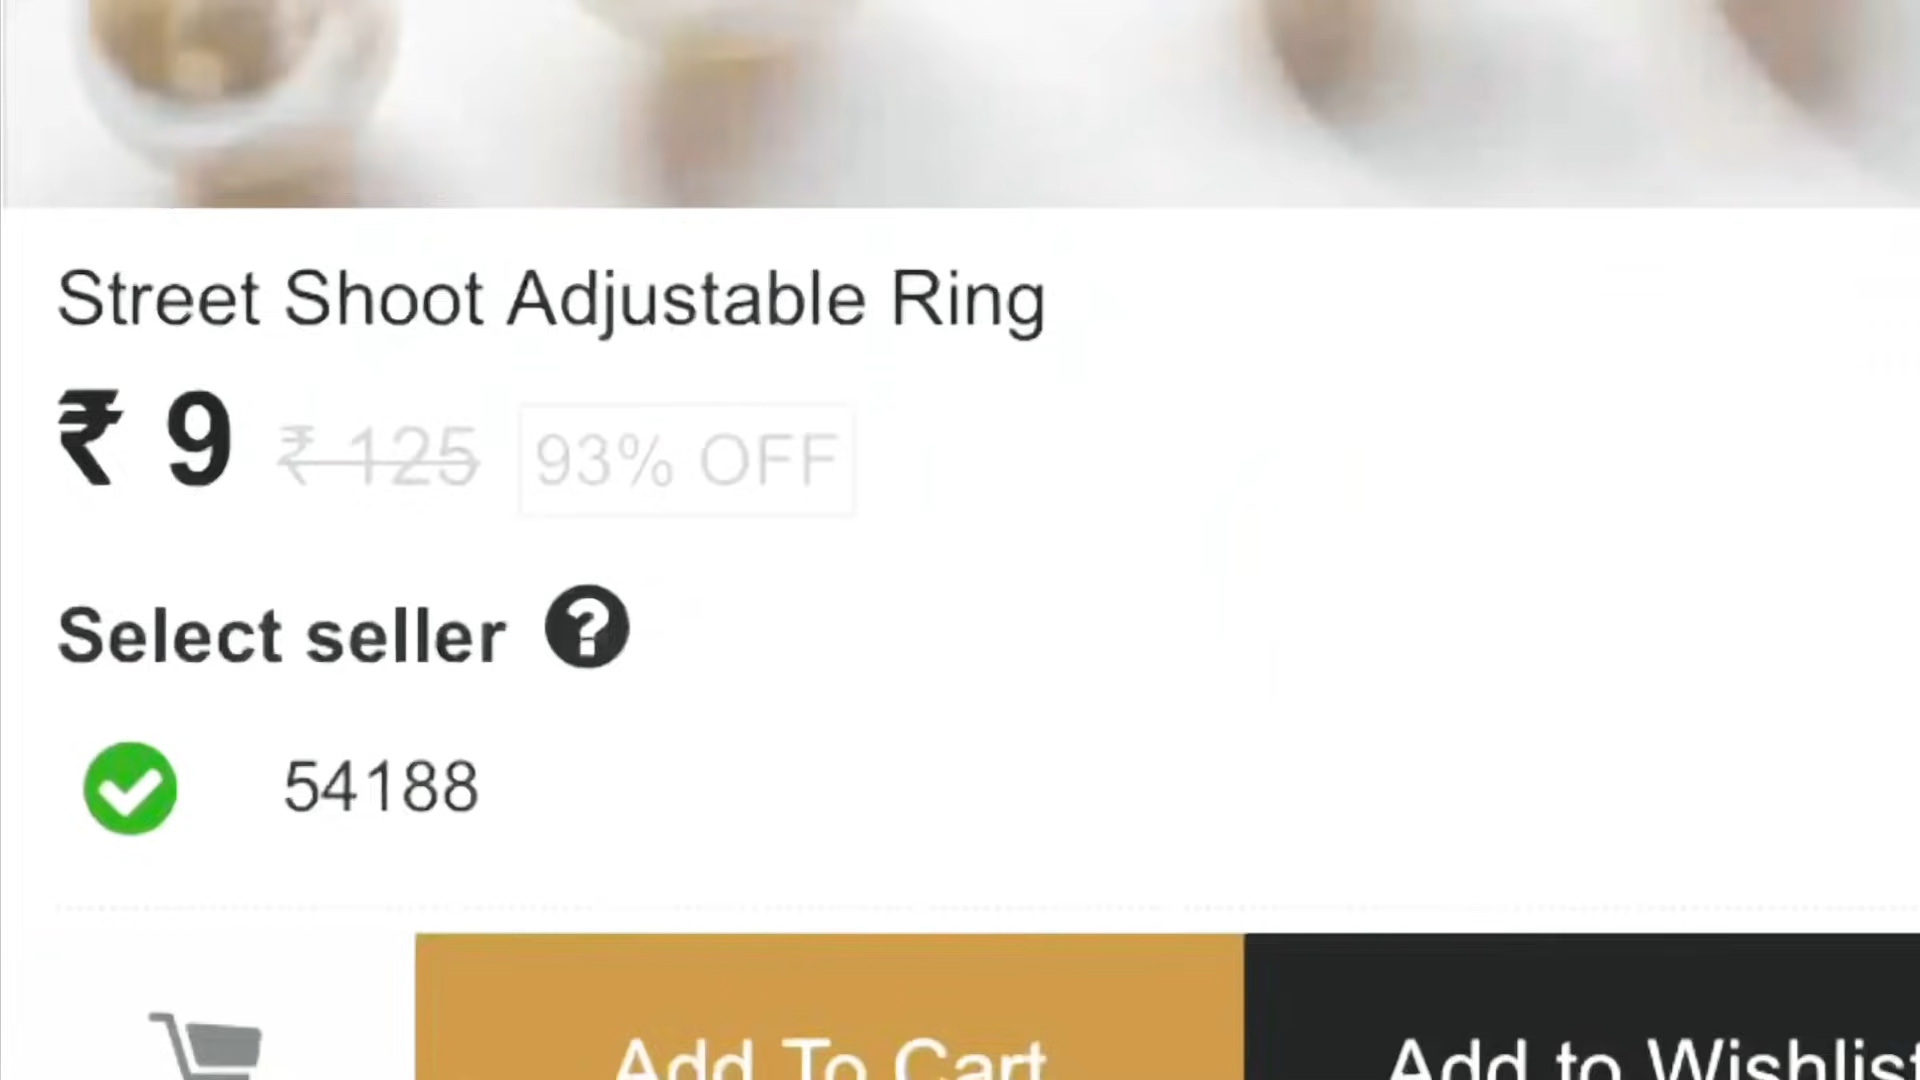 Street Shoot Adjustable Ring
₹ 9 ₹ 125 93% OFF
Select seller ?
54188
Add To Cart Add to Wishlist